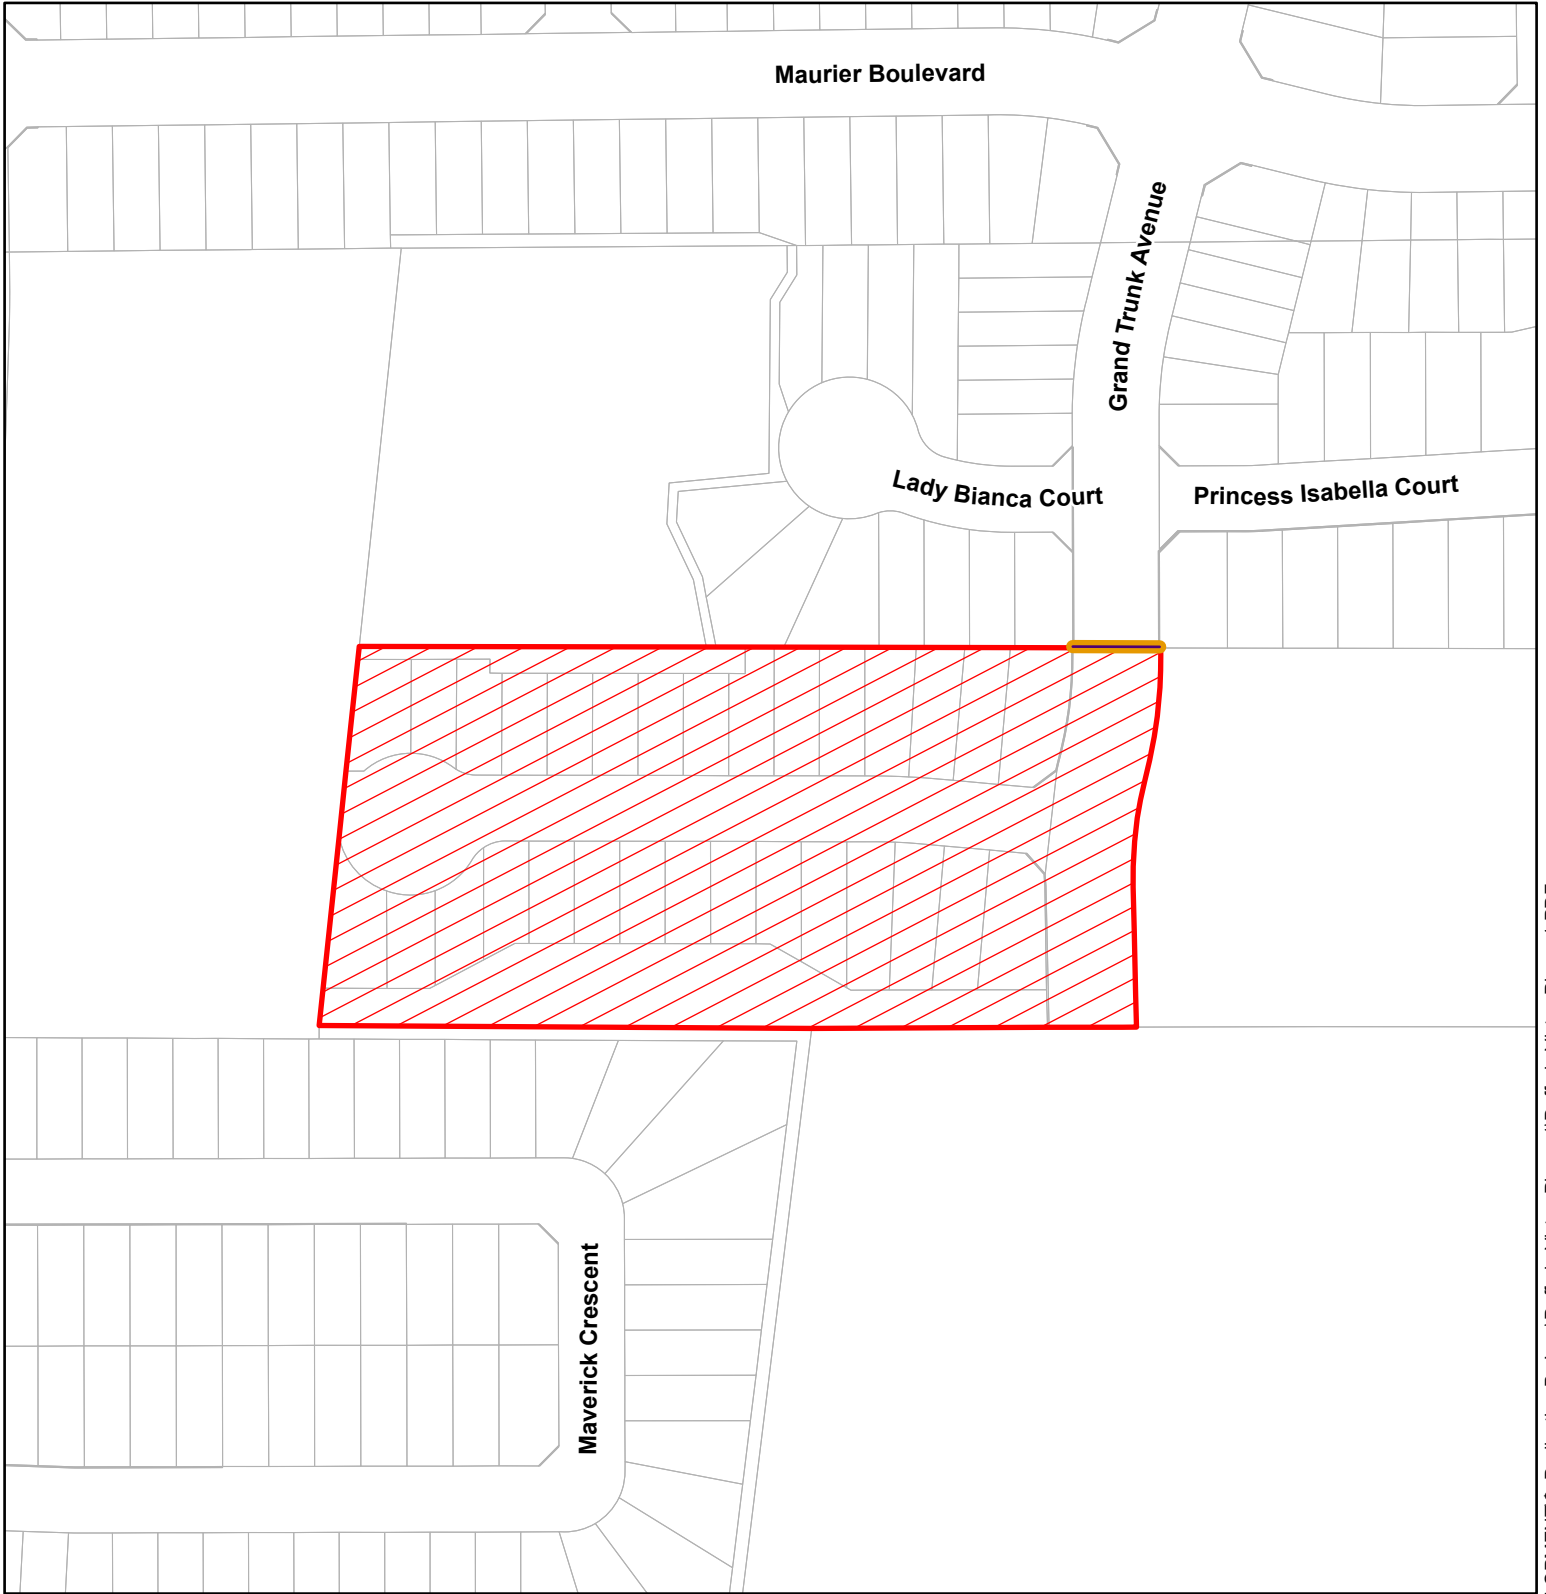 Maurier Boulevard
Grand Trunk Avenue
Lady Bianca Court
Princess Isabella Court
Maverick Crescent